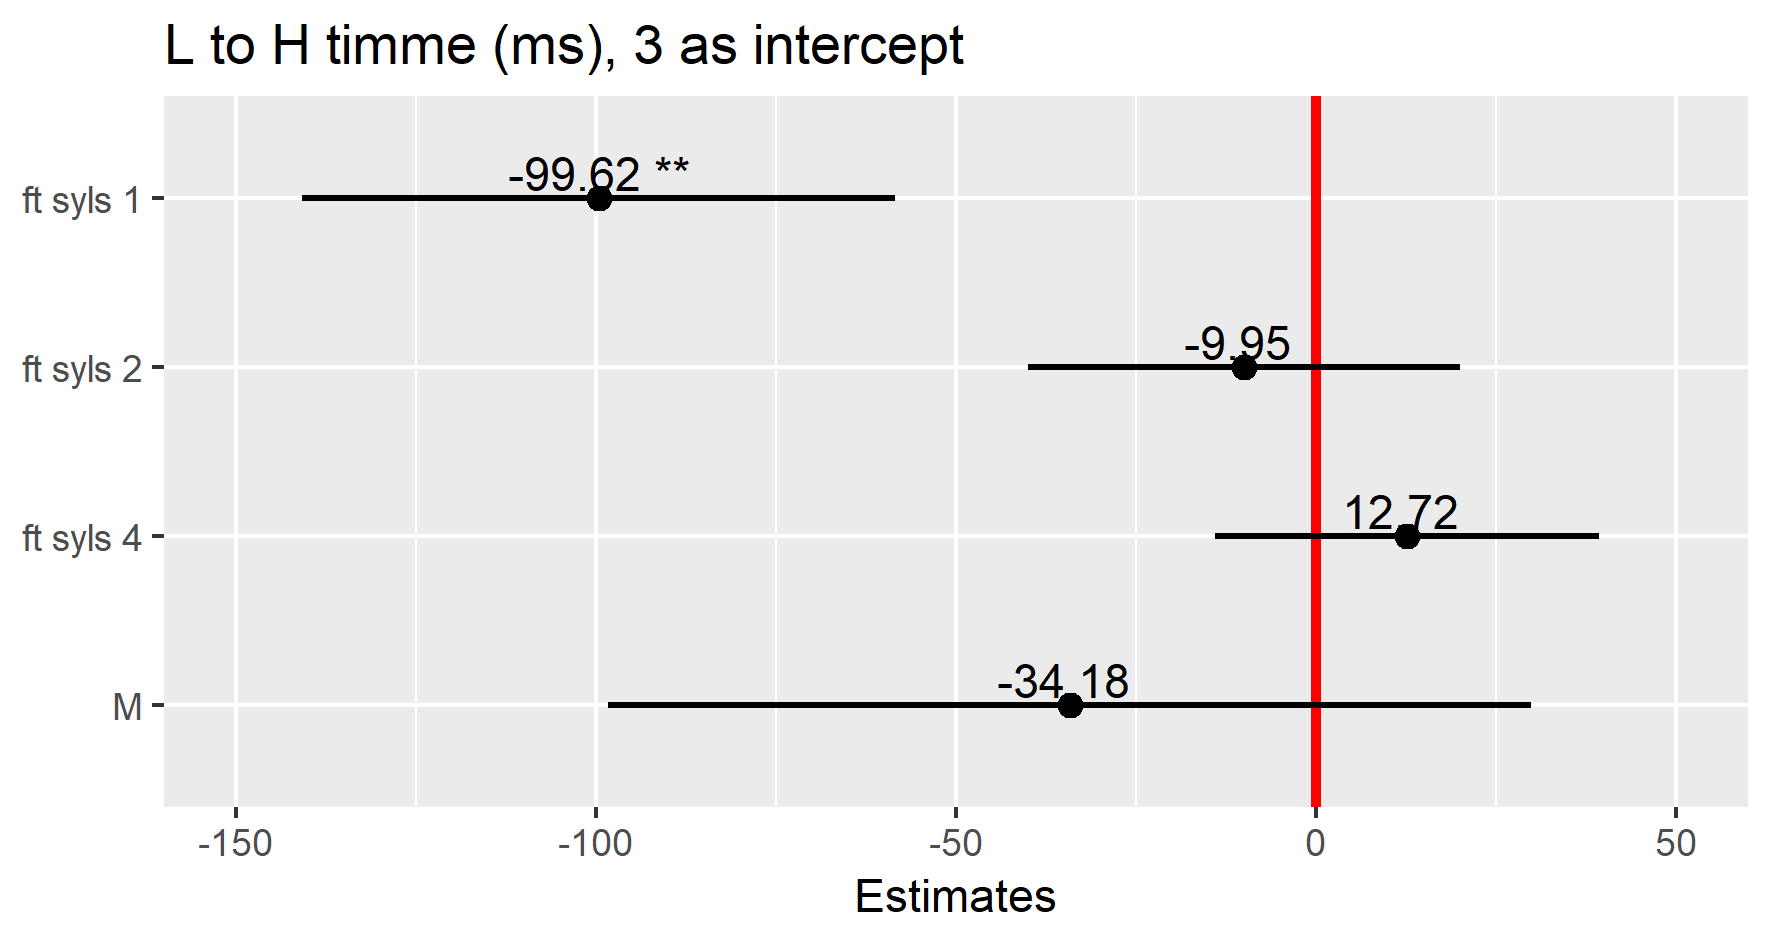 L to H timme (ms), 3 as intercept
ft syls 1
-99.62 **
ft syls 2
-9.95
ft syls 4
12.72
M
-34.18
-150
-100
-50
0
50
Estimates